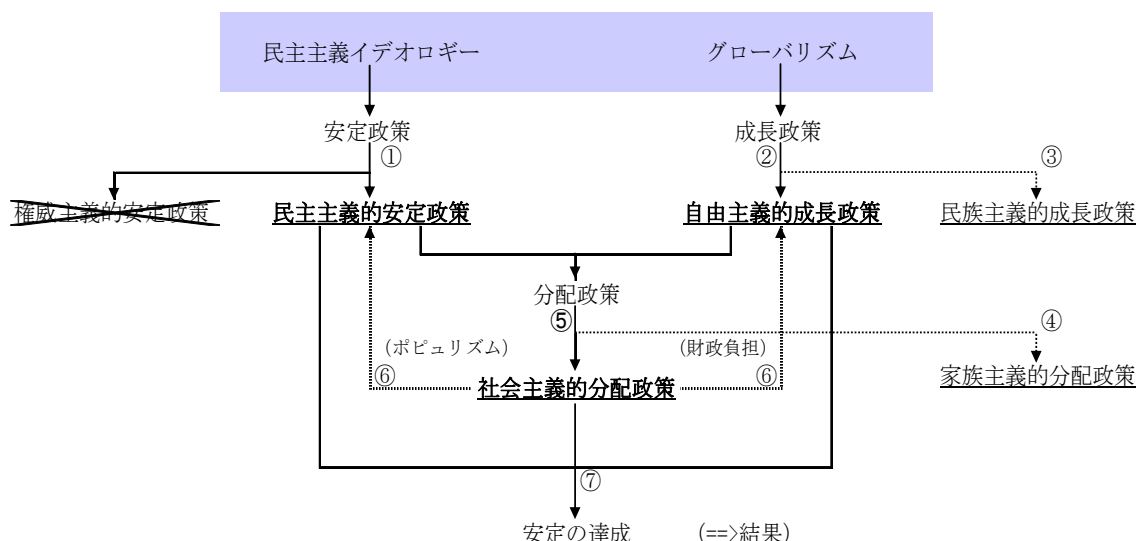 民主主義イデオロギー
グローバリズム
安定政策
成長政策
①
②
③
権威主義的安定政策
民主主義的安定政策
自由主義的成長政策
民族主義的成長政策
分配政策
⑤
④
(ポピュリズム)
(財政負担)
⑥
⑥
社会主義的分配政策
家族主義的分配政策
⑦
安定の達成
(==>結果)